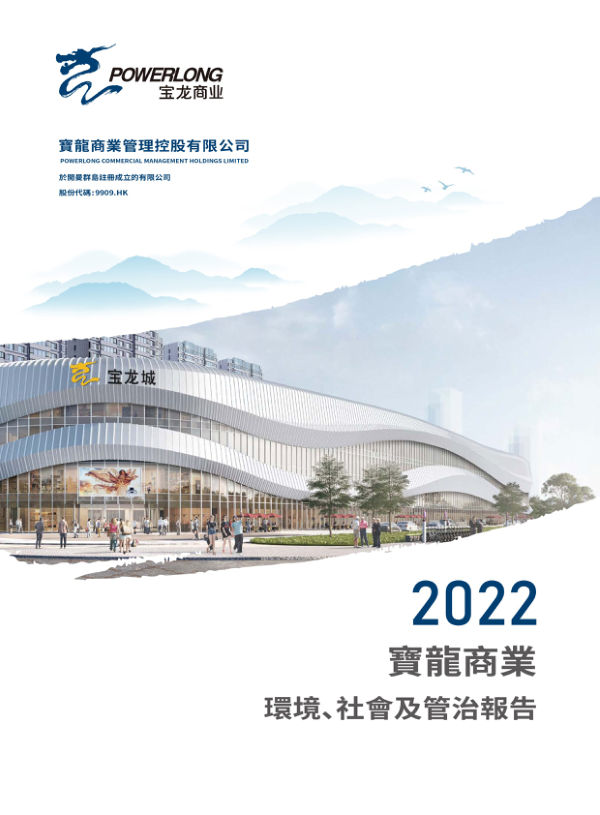 POWERLONG
宝龙商业
寶龍商業管理控股有限公司
POWERLONG COMMERCIAL MANAGEMENT HOLDINGS LIMITED
於開曼群島註冊成立的有限公司
股份代碼:9909.HK
宝龙城
2022
寶龍商業
環境、社會及管治報告